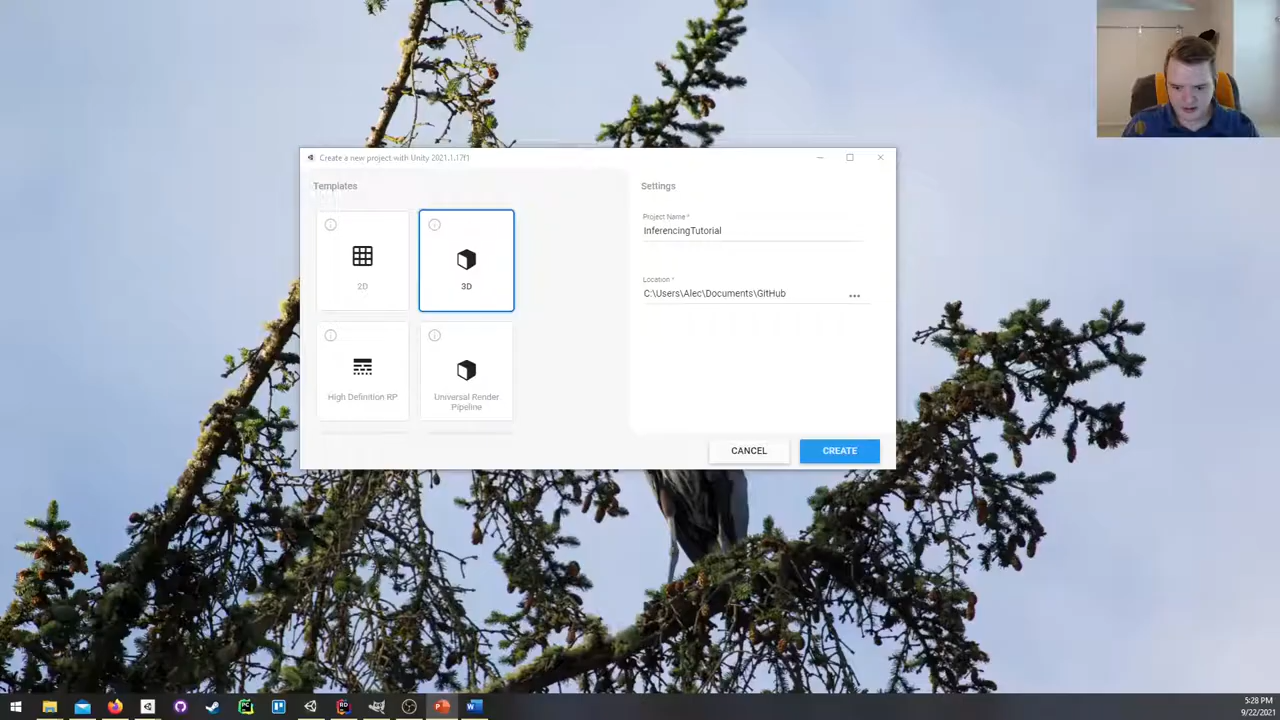 Create a new project with Unity 2021.1.17f1
Templates
Settings
2D
3D
High Definition RP
Universal Render
Pipeline
Project Name *
InferencingTutorial
Location *
C:\Users\Alec\Documents\GitHub
CANCEL
CREATE
5:28 PM
9/22/2021